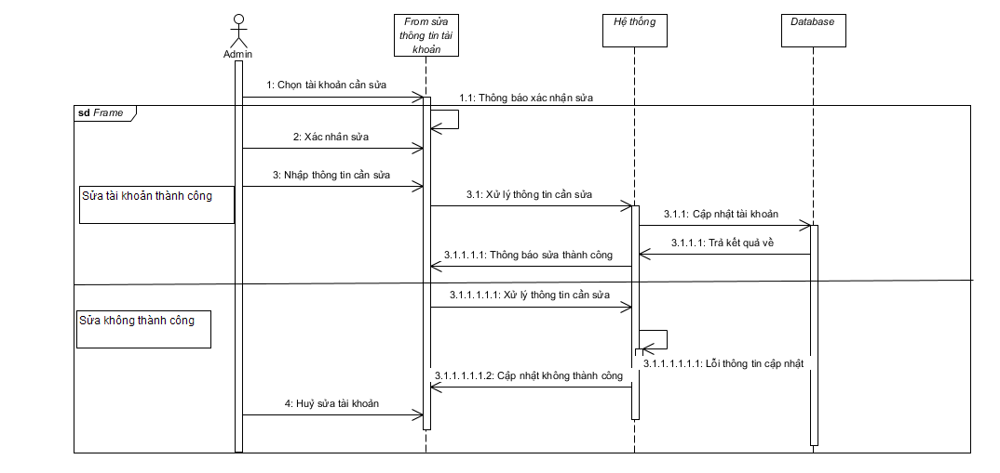 Admin
From sửa
thông tin tài
khoản
Hệ thống
Database
1: Chọn tài khoản cần sửa
1.1: Thông báo xác nhận sửa
sd Frame
2: Xác nhân sửa
3: Nhập thông tin cần sửa
Sửa tài khoản thành công
3.1: Xử lý thông tin cần sửa
3.1.1: Cập nhật tài khoản
3.1.1.1: Trả kết quả về
3.1.1.1.1: Thông báo sửa thành công
3.1.1.1.1.1: Xử lý thông tin cần sửa
Sửa không thành công
3.1.1.1.1.1.1: Lỗi thông tin cập nhật
3.1.1.1.1.1.2: Cập nhật không thành công
4: Huỷ sửa tài khoản